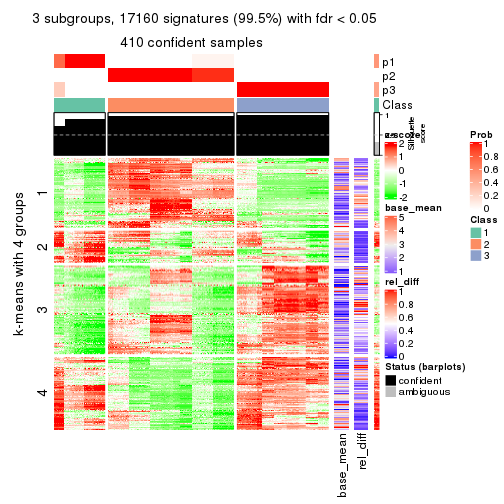 3 subgroups, 17160 signatures (99.5%) with fdr < 0.05
410 confident samples
p1
p2
p3
Class
1
Silhouette
score
k-means with 4 groups
1
2
3
4
base_mean
rel_diff
z-score
2
1
0
-1
-2
base_mean
5
4
3
2
1
rel_diff
1
0.8
0.6
0.4
0.2
0
Status (barplots)
confident
ambiguous
Prob
1
0.8
0.6
0.4
0.2
0
Class
1
2
3